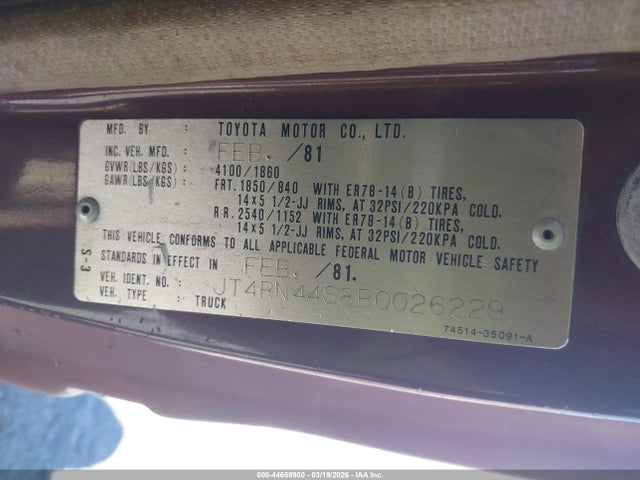 MFD. BY : TOYOTA MOTOR CO., LTD.
INC. VEH. MFD. : FEB. /81
GVWR(LBS/KGS) : 4100/1860
GAWR(LBS/KGS) : FRT. 1850/840 WITH ER78-14(B) TIRES,
14x5 1/2-JJ RIMS, AT 32PSI/220KPA COLD.
RR. 2540/1152 WITH ER78-14(B) TIRES,
14x5 1/2-JJ RIMS, AT 32PSI/220KPA COLD.
THIS VEHICLE CONFORMS TO ALL APPLICABLE FEDERAL MOTOR VEHICLE SAFETY
STANDARDS IN EFFECT IN FEB. /81.
VEH. IDENT. NO. : JT4RN44S8B0026229
VEH. TYPE : TRUCK
S-3
74514-35091-A
000-44658900 - 03/19/2026 - IAA Inc.